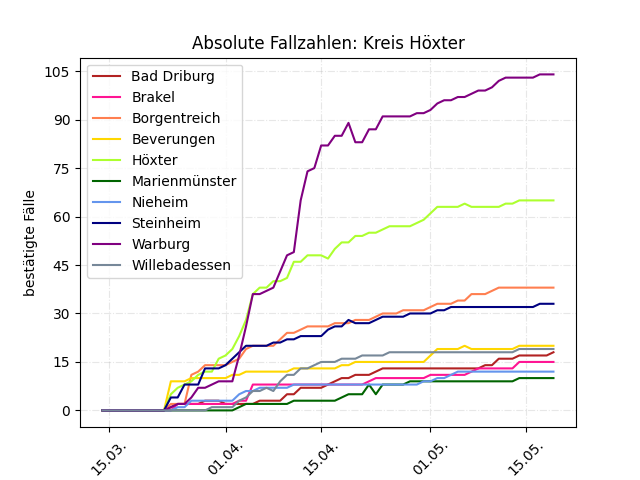 Absolute Fallzahlen: Kreis Höxter
bestätigte Fälle
105
90
75
60
45
30
15
0
Bad Driburg
Brakel
Borgentreich
Beverungen
Höxter
Marienmünster
Nieheim
Steinheim
Warburg
Willebadessen
15.03.
01.04.
15.04.
01.05.
15.05.